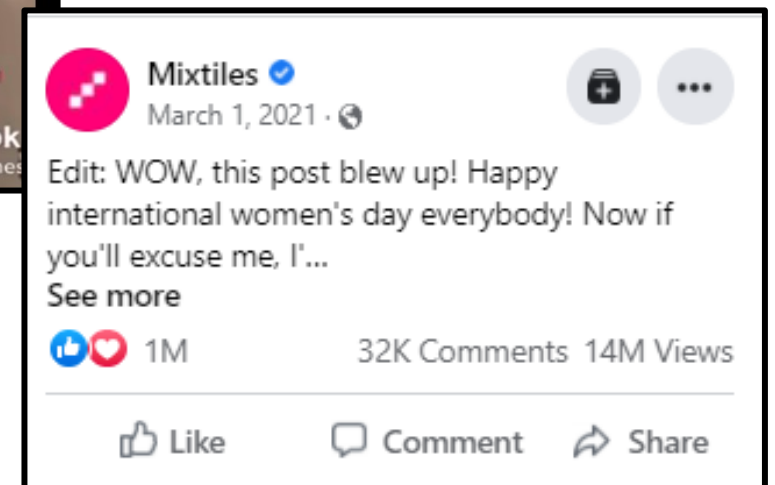 Mixtiles
March 1, 2021 ·
Edit: WOW, this post blew up! Happy
international women's day everybody! Now if
you'll excuse me, I'...
See more
1M 32K Comments 14M Views
Like Comment Share